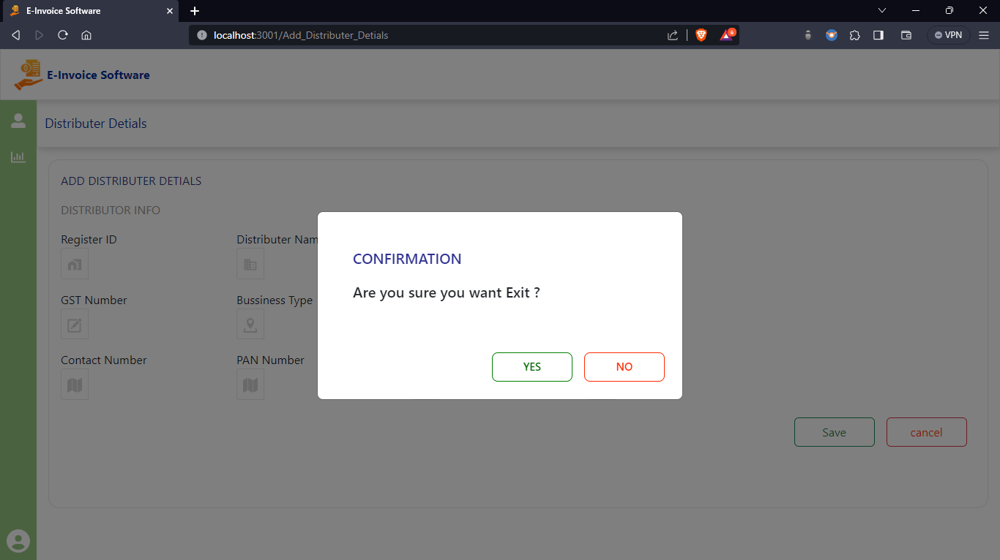 E-Invoice Software
localhost:3001/Add_Distributer_Detials
6
VPN
E-Invoice Software
Distributer Detials
ADD DISTRIBUTER DETIALS
DISTRIBUTOR INFO
Register ID
Distributer Nam
GST Number
Bussiness Type
Contact Number
PAN Number
CONFIRMATION
Are you sure you want Exit ?
YES
NO
Save
cancel